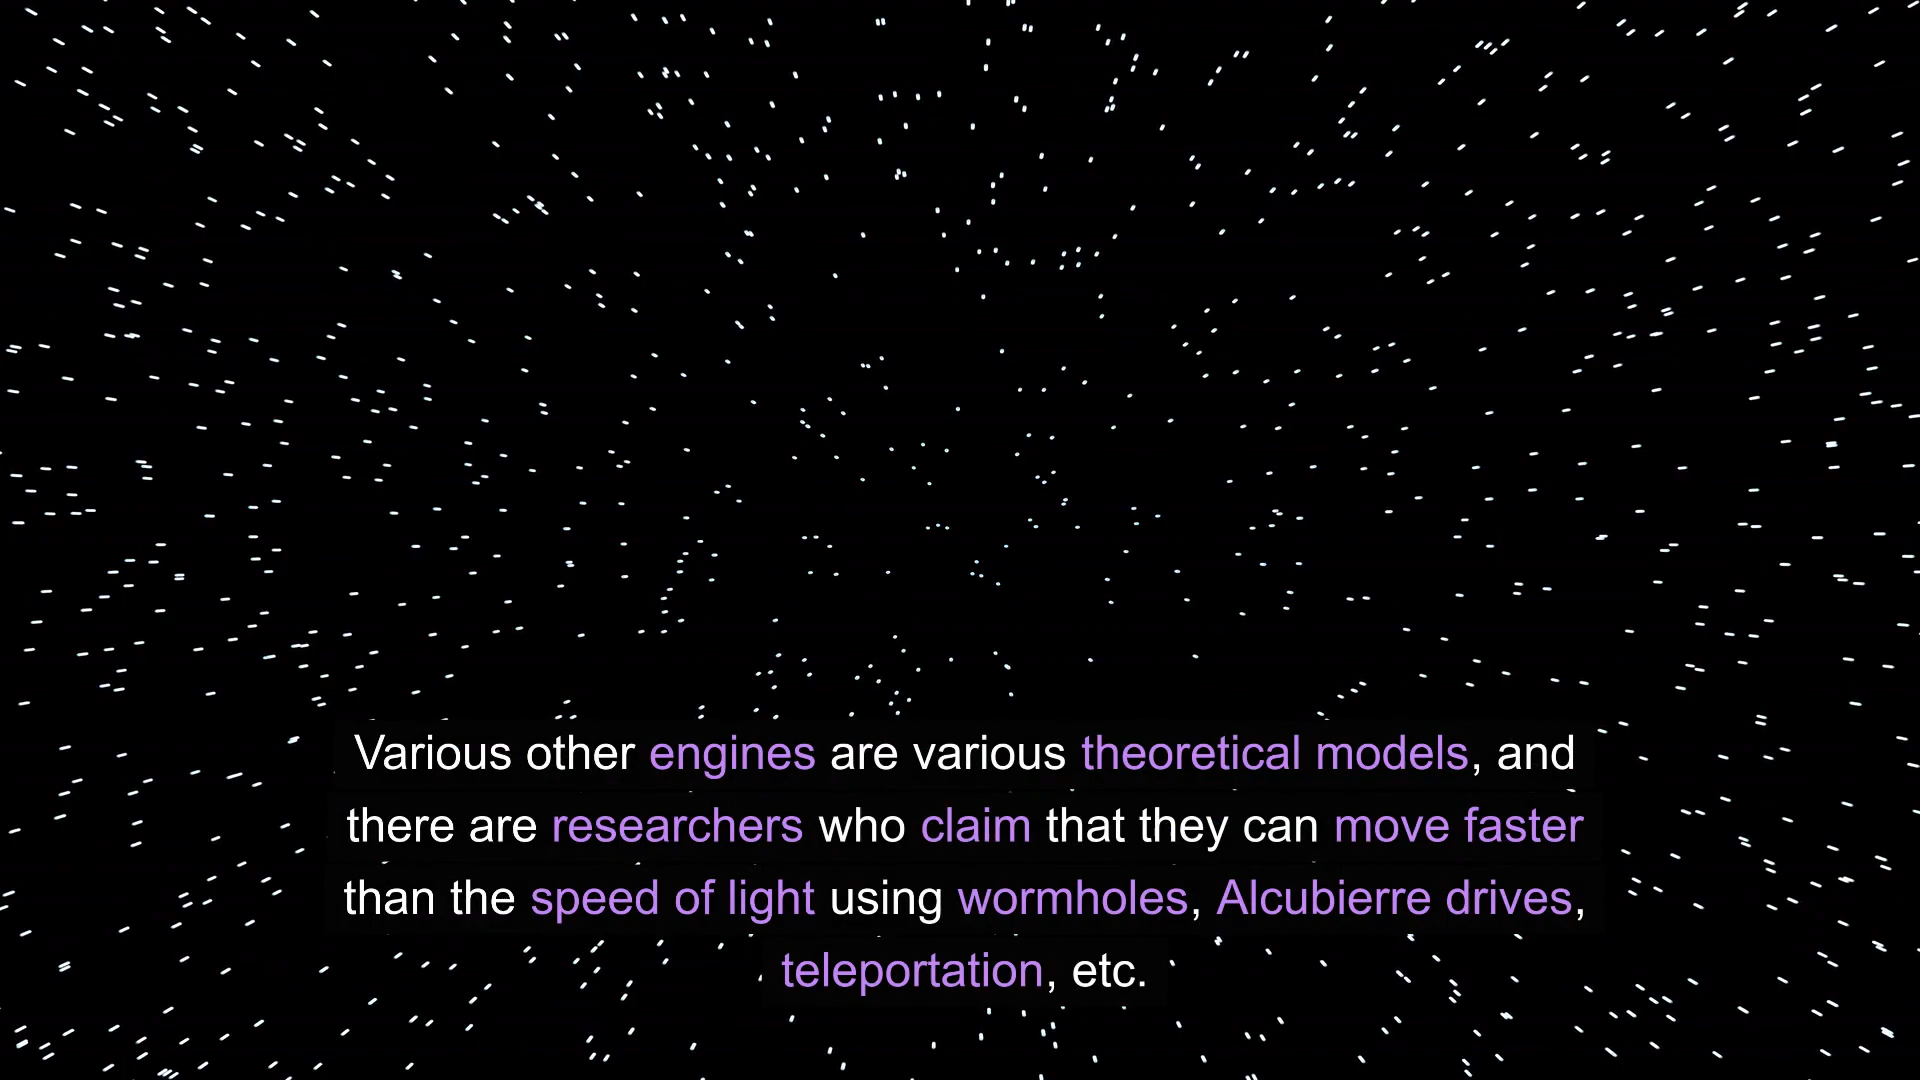 Various other engines are various theoretical models, and
there are researchers who claim that they can move faster
than the speed of light using wormholes, Alcubierre drives,
teleportation, etc.